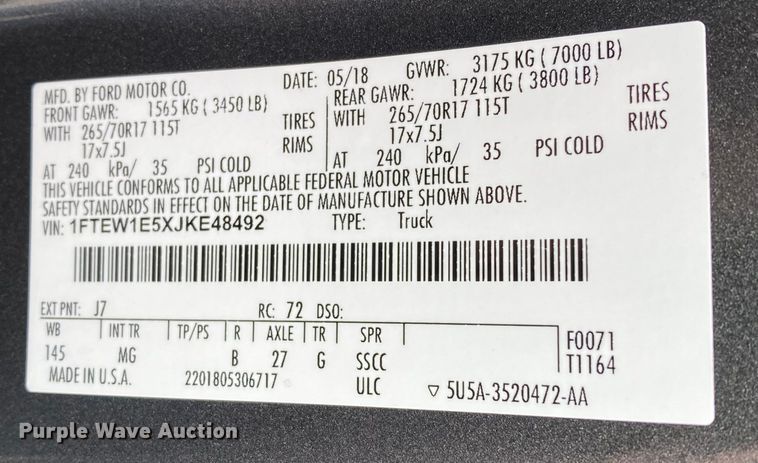 MFD. BY FORD MOTOR CO. DATE: 05/18 GVWR: 3175 KG ( 7000 LB)
FRONT GAWR: 1565 KG ( 3450 LB) REAR GAWR: 1724 KG ( 3800 LB)
WITH 265/70R17 115T TIRES WITH 265/70R17 115T TIRES
17x7.5J RIMS 17x7.5J RIMS
AT 240 kPa/ 35 PSI COLD AT 240 kPa/ 35 PSI COLD
THIS VEHICLE CONFORMS TO ALL APPLICABLE FEDERAL MOTOR VEHICLE
SAFETY STANDARDS IN EFFECT ON THE DATE OF MANUFACTURE SHOWN ABOVE.
VIN: 1FTEW1E5XJKE48492 TYPE: Truck
EXT PNT: J7 RC: 72 DSO:
WB INT TR TP/PS R AXLE TR SPR F0071
145 MG B 27 G SSCC T1164
MADE IN U.S.A. 2201805306717 ULC ▽ 5U5A-3520472-AA
Purple Wave Auction